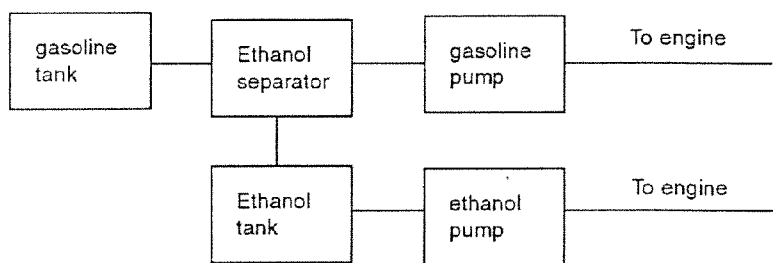 gasoline
tank
Ethanol
separator
gasoline
pump
To engine
Ethanol
tank
ethanol
pump
To engine